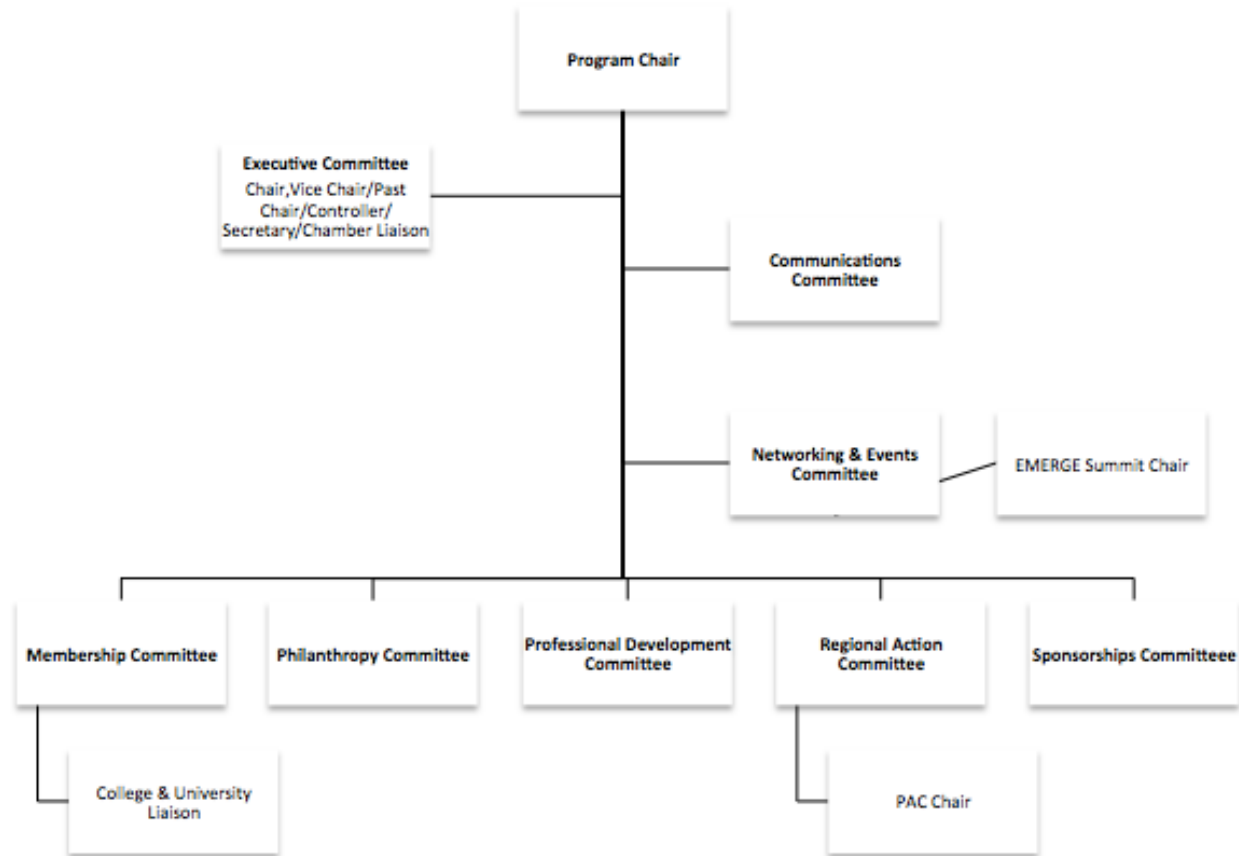 Program Chair
Executive Committee
Chair,Vice Chair/Past
Chair/Controller/
Secretary/Chamber Liaison
Communications
Committee
Networking & Events
Committee
EMERGE Summit Chair
Membership Committee
Philanthropy Committee
Professional Development
Committee
Regional Action
Committee
Sponsorships Committeee
College & University
Liaison
PAC Chair